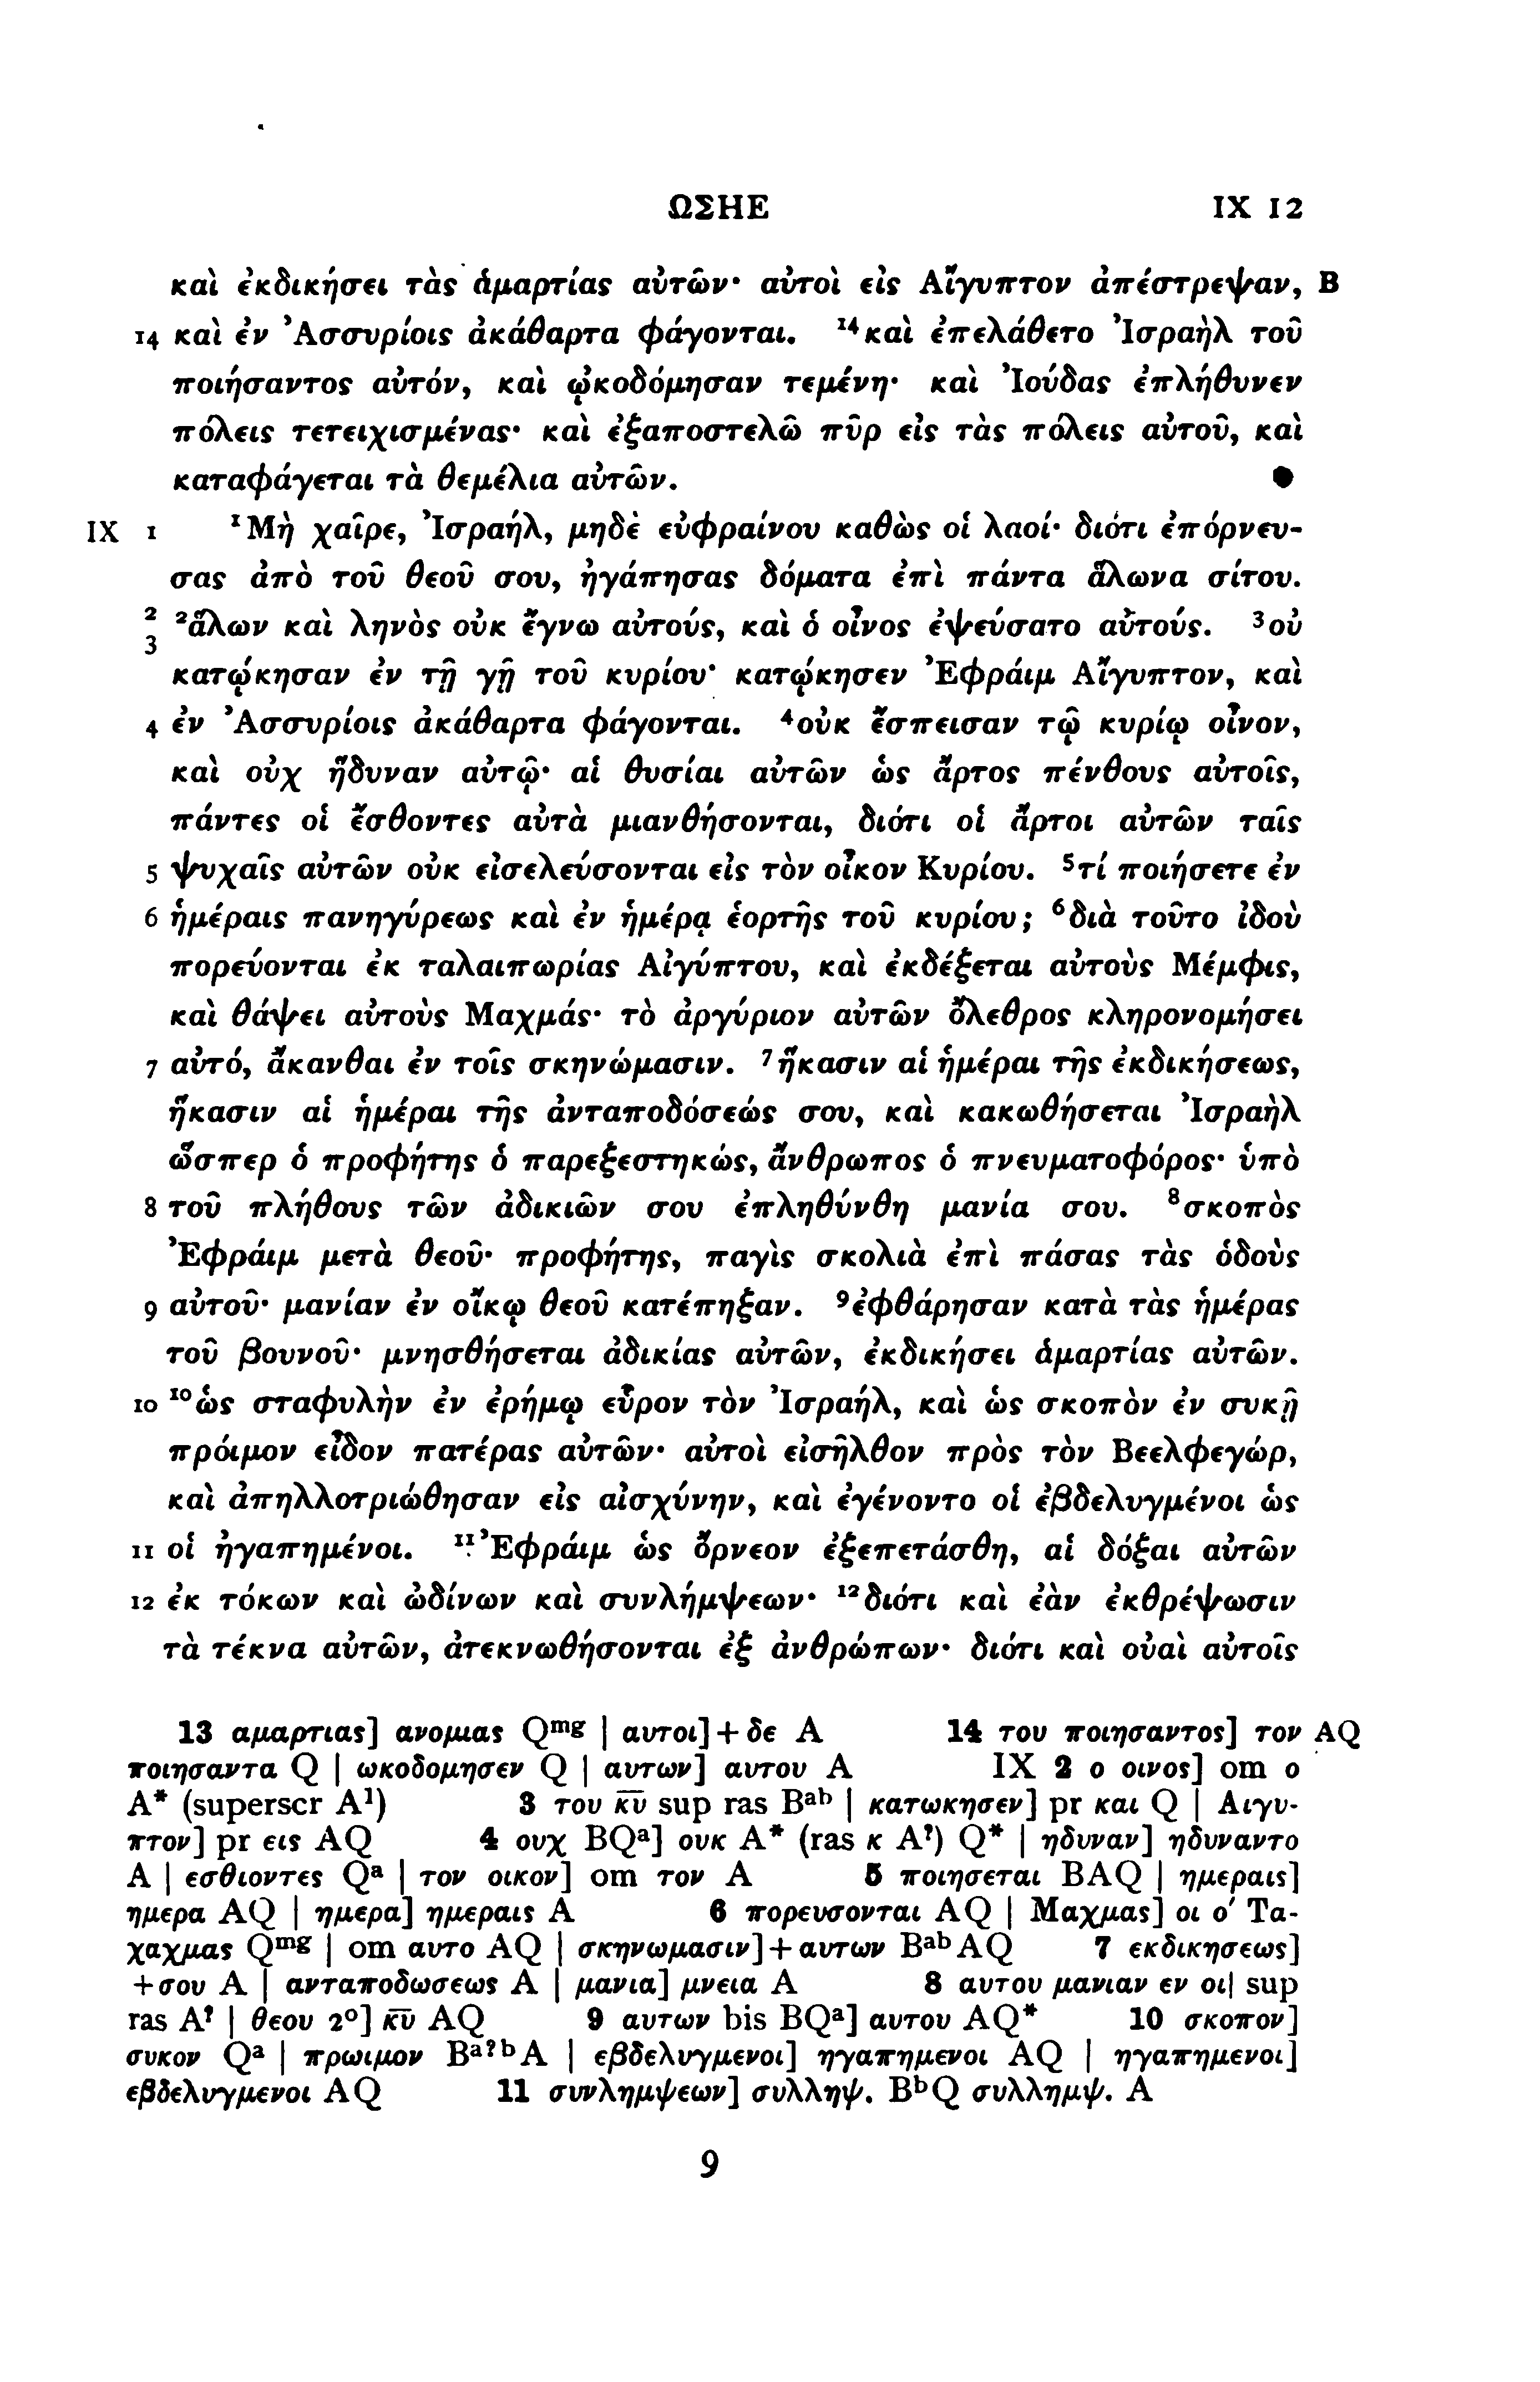 ΩΣΗΕ IX 12
καὶ ἐκδικήσει τὰς ἁμαρτίας αὐτῶν· αὐτοὶ εἰς Αἴγυπτον ἀπέστρεψαν, B
14 καὶ ἐν Ἀσσυρίοις ἀκάθαρτα φάγονται. ¹⁴καὶ ἐπελάθετο Ἰσραὴλ τοῦ
ποιήσαντος αὐτόν, καὶ ᾠκοδόμησαν τεμένη· καὶ Ἰούδας ἐπλήθυνεν
πόλεις τετειχισμένας· καὶ ἐξαποστελῶ πῦρ εἰς τὰς πόλεις αὐτοῦ, καὶ
καταφάγεται τὰ θεμέλια αὐτῶν.
IX 1 ¹Μὴ χαῖρε, Ἰσραήλ, μηδὲ εὐφραίνου καθὼς οἱ λαοί· διότι ἐπόρνευ-
σας ἀπὸ τοῦ θεοῦ σου, ἠγάπησας δόματα ἐπὶ πάντα ἅλωνα σίτου.
2 ²ἅλων καὶ ληνὸς οὐκ ἔγνω αὐτούς, καὶ ὁ οἶνος ἐψεύσατο αὐτούς. ³οὐ
3 κατῴκησαν ἐν τῇ γῇ τοῦ κυρίου· κατῴκησεν Ἐφράιμ Αἴγυπτον, καὶ
4 ἐν Ἀσσυρίοις ἀκάθαρτα φάγονται. ⁴οὐκ ἔσπεισαν τῷ κυρίῳ οἶνον,
καὶ οὐχ ἥδυναν αὐτῷ· αἱ θυσίαι αὐτῶν ὡς ἄρτος πένθους αὐτοῖς,
πάντες οἱ ἔσθοντες αὐτὰ μιανθήσονται, διότι οἱ ἄρτοι αὐτῶν ταῖς
5 ψυχαῖς αὐτῶν οὐκ εἰσελεύσονται εἰς τὸν οἶκον Κυρίου. ⁵τί ποιήσετε ἐν
6 ἡμέραις πανηγύρεως καὶ ἐν ἡμέρᾳ ἑορτῆς τοῦ κυρίου; ⁶διὰ τοῦτο ἰδοὺ
πορεύονται ἐκ ταλαιπωρίας Αἰγύπτου, καὶ ἐκδέξεται αὐτοὺς Μέμφις,
καὶ θάψει αὐτοὺς Μαχμάς· τὸ ἀργύριον αὐτῶν ὄλεθρος κληρονομήσει
7 αὐτό, ἄκανθαι ἐν τοῖς σκηνώμασιν. ⁷ἥκασιν αἱ ἡμέραι τῆς ἐκδικήσεως,
ἥκασιν αἱ ἡμέραι τῆς ἀνταποδόσεώς σου, καὶ κακωθήσεται Ἰσραὴλ
ὥσπερ ὁ προφήτης ὁ παρεξεστηκώς, ἄνθρωπος ὁ πνευματοφόρος· ὑπὸ
8 τοῦ πλήθους τῶν ἀδικιῶν σου ἐπληθύνθη μανία σου. ⁸σκοπὸς
Ἐφράιμ μετὰ θεοῦ· προφήτης, παγὶς σκολιὰ ἐπὶ πάσας τὰς ὁδοὺς
9 αὐτοῦ· μανίαν ἐν οἴκῳ θεοῦ κατέπηξαν. ⁹ἐφθάρησαν κατὰ τὰς ἡμέρας
τοῦ βουνοῦ· μνησθήσεται ἀδικίας αὐτῶν, ἐκδικήσει ἁμαρτίας αὐτῶν.
10 ¹⁰ὡς σταφυλὴν ἐν ἐρήμῳ εὗρον τὸν Ἰσραήλ, καὶ ὡς σκοπὸν ἐν συκῇ
πρόιμον εἶδον πατέρας αὐτῶν· αὐτοὶ εἰσῆλθον πρὸς τὸν Βεελφεγώρ,
καὶ ἀπηλλοτριώθησαν εἰς αἰσχύνην, καὶ ἐγένοντο οἱ ἐβδελυγμένοι ὡς
11 οἱ ἠγαπημένοι. ¹¹Ἐφράιμ ὡς ὄρνεον ἐξεπετάσθη, αἱ δόξαι αὐτῶν
12 ἐκ τόκων καὶ ὠδίνων καὶ συνλήμψεων· ¹²διότι καὶ ἐὰν ἐκθρέψωσιν
τὰ τέκνα αὐτῶν, ἀτεκνωθήσονται ἐξ ἀνθρώπων· διότι καὶ οὐαὶ αὐτοῖς
13 αμαρτιας] ανομιας Qᵐᵍ | αυτοι]+δε A 14 του ποιησαντος] τον AQ
ποιησαντα Q | ωκοδομησεν Q | αυτων] αυτου A IX 2 ο οινος] om ο
A* (superscr A¹) 3 του κ̅υ̅ sup ras Bᵃᵇ | κατωκησεν] pr και Q | Αιγυ-
πτον] pr εις AQ 4 ουχ BQᵃ] ουκ A* (ras κ A?) Q* | ηδυναν] ηδυναντο
A | εσθιοντες Qᵃ | τον οικον] om τον A 5 ποιησεται BAQ | ημεραις]
ημερα AQ | ημερα] ημεραις A 6 πορευσονται AQ | Μαχμας] οι ο′ Τα-
χαχμας Qᵐᵍ | om αυτο AQ | σκηνωμασιν]+αυτων BᵃᵇAQ 7 εκδικησεως]
+σου A | ανταποδωσεως A | μανια] μνεια A 8 αυτου μανιαν εν οι| sup
ras A? | θεου 2°] κ̅υ̅ AQ 9 αυτων bis BQᵃ] αυτου AQ* 10 σκοπον]
συκον Qᵃ | πρωιμον Bᵃ?ᵇA | εβδελυγμενοι] ηγαπημενοι AQ | ηγαπημενοι]
εβδελυγμενοι AQ 11 συνλημψεων] συλληψ. BᵇQ συλλημψ. A
9